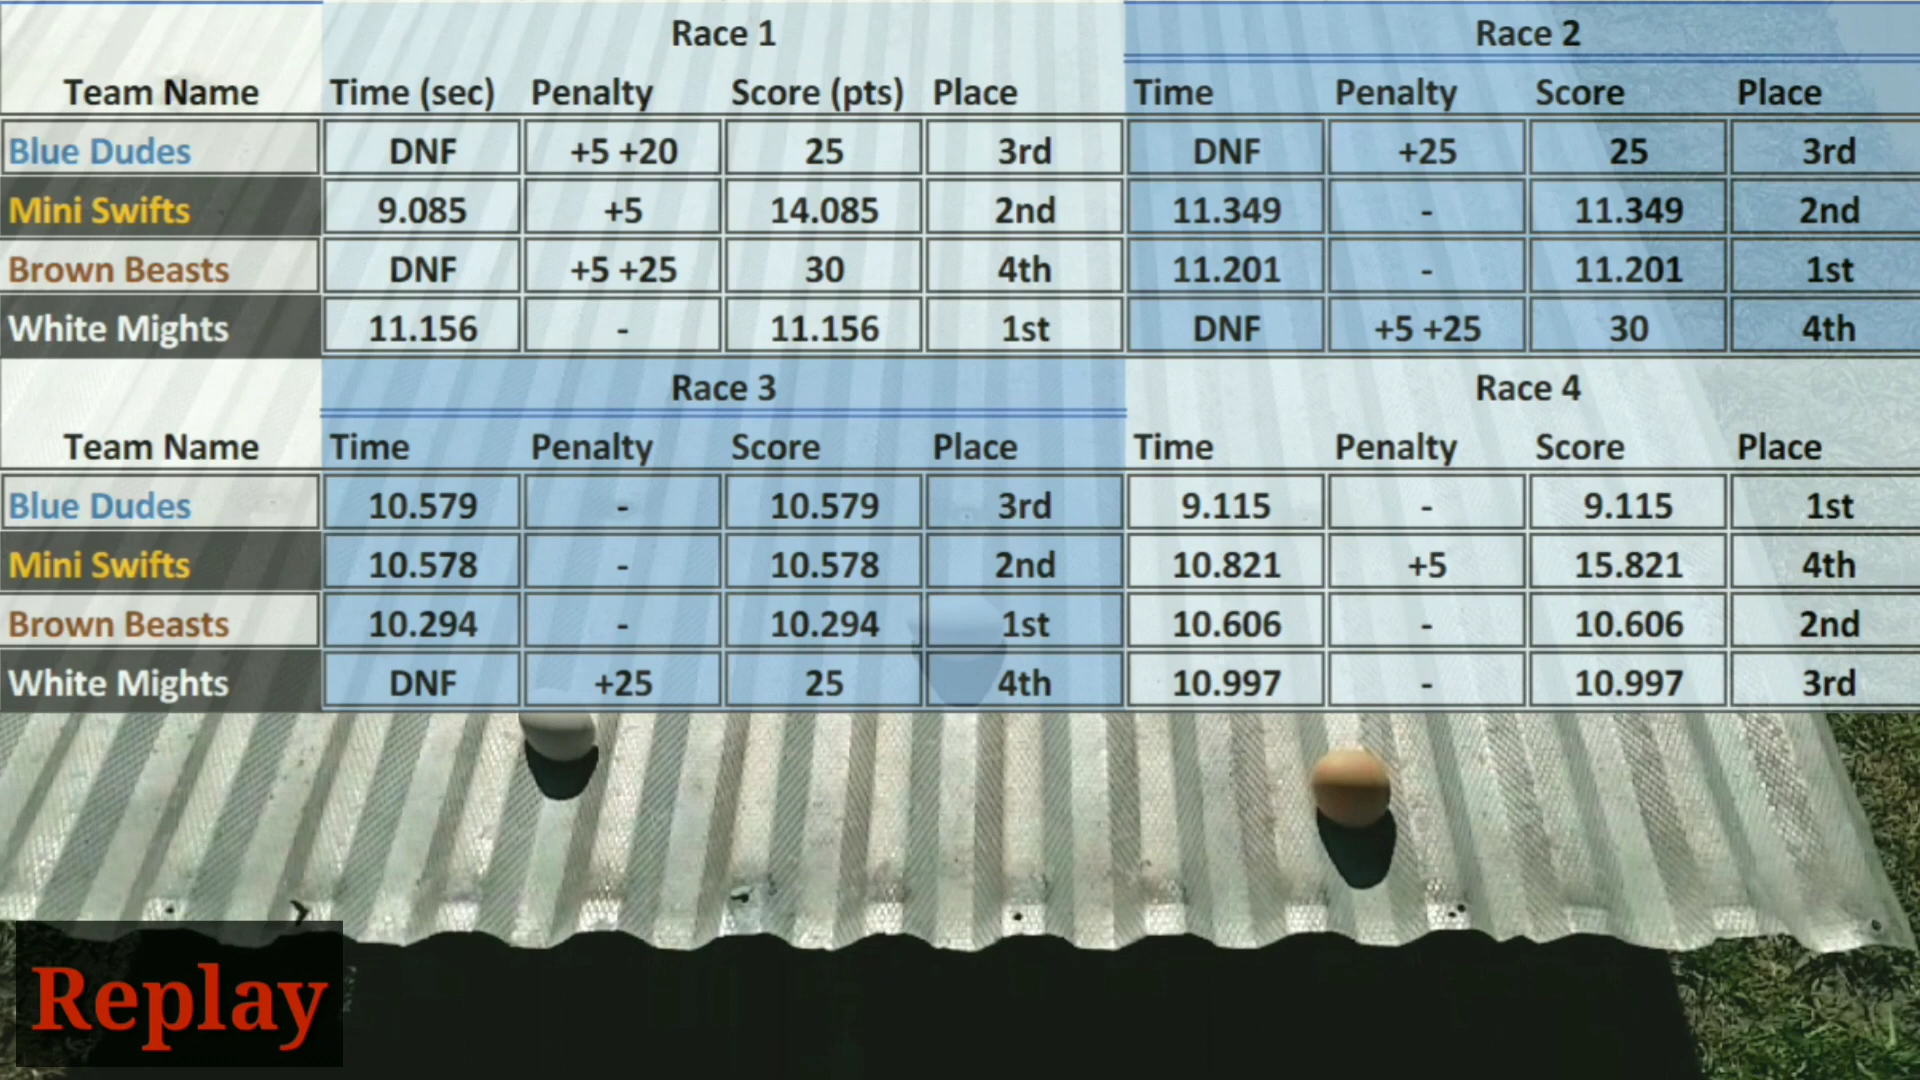 Race 1 Race 2
Team Name Time (sec) Penalty Score (pts) Place Time Penalty Score Place
Blue Dudes DNF +5 +20 25 3rd DNF +25 25 3rd
Mini Swifts 9.085 +5 14.085 2nd 11.349 - 11.349 2nd
Brown Beasts DNF +5 +25 30 4th 11.201 - 11.201 1st
White Mights 11.156 - 11.156 1st DNF +5 +25 30 4th
Race 3 Race 4
Team Name Time Penalty Score Place Time Penalty Score Place
Blue Dudes 10.579 - 10.579 3rd 9.115 - 9.115 1st
Mini Swifts 10.578 - 10.578 2nd 10.821 +5 15.821 4th
Brown Beasts 10.294 - 10.294 1st 10.606 - 10.606 2nd
White Mights DNF +25 25 4th 10.997 - 10.997 3rd
Replay